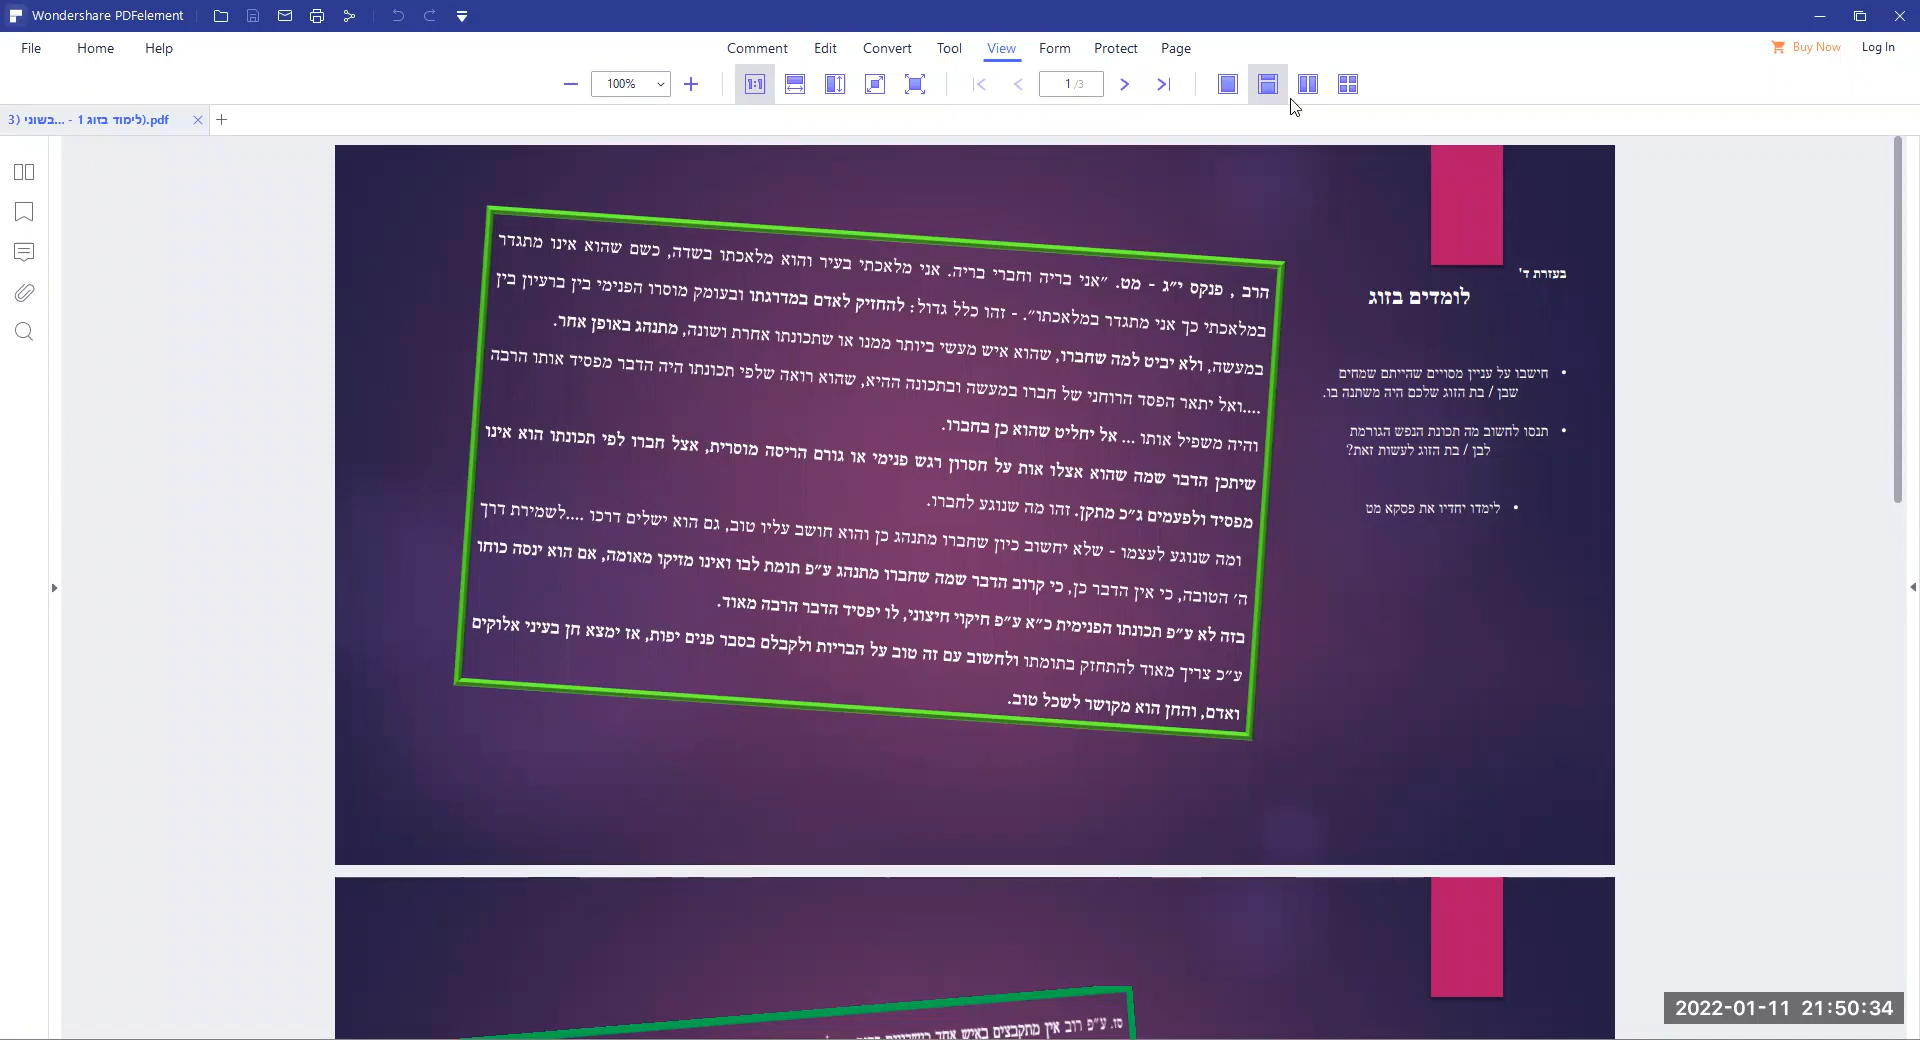 Wondershare PDFelement
File Home Help Comment Edit Convert Tool View Form Protect Page Buy Now Log In
100% 1:1 1 /3
לימוד בזוג 1 - ...בשוני (3).pdf
בעזרת ד'
לומדים בזוג
• חישבו על עניין מסויים שהייתם שמחים
שבן / בת הזוג שלכם היה משתנה בו.
• תנסו לחשוב מה תכונת הנפש הגורמת
לבן / בת הזוג לעשות זאת?
• לימדו יחדיו את פסקא מט
הרב , פנקס י״ג - מט. ״אני בריה וחברי בריה. אני מלאכתי בעיר והוא מלאכתו בשדה, כשם שהוא אינו מתגדר
במלאכתי כך אני מתגדר במלאכתו״. - זהו כלל גדול: להחזיק לאדם במדרגתו ובעומק מוסרו הפנימי בין ברעיון בין
במעשה, ולא יביט למה שחברו, שהוא איש מעשי ביותר ממנו או שתכונתו אחרת ושונה, מתנהג באופן אחר.
....ואל יתאר הפסד הרוחני של חברו במעשה ובתכונה ההיא, שהוא רואה שלפי תכונתו היה הדבר מפסיד אותו הרבה
והיה משפיל אותו ... אל יחליט שהוא כן בחברו.
שיתכן הדבר שמה שהוא אצלו אות על חסרון רגש פנימי או גורם הריסה מוסרית, אצל חברו לפי תכונתו הוא אינו
מפסיד ולפעמים ג״כ מתקן. זהו מה שנוגע לחברו.
ומה שנוגע לעצמו - שלא יחשוב כיון שחברו מתנהג כן והוא חושב עליו טוב, גם הוא ישלים דרכו ....לשמירת דרך
ה׳ הטובה, כי אין הדבר כן, כי קרוב הדבר שמה שחברו מתנהג ע״פ תומת לבו ואינו מזיקו מאומה, אם הוא ינסה כוחו
בזה לא ע״פ תכונתו הפנימית כ״א ע״פ חיקוי חיצוני, לו יפסיד הדבר הרבה מאוד.
ע״כ צריך מאוד להתחזק בתומתו ולחשוב עם זה טוב על הבריות ולקבלם בסבר פנים יפות, אז ימצא חן בעיני אלוקים
ואדם, והחן הוא מקושר לשכל טוב.
סז. ע״פ רוב אין מתקבצים באיש אחד
2022-01-11 21:50:34